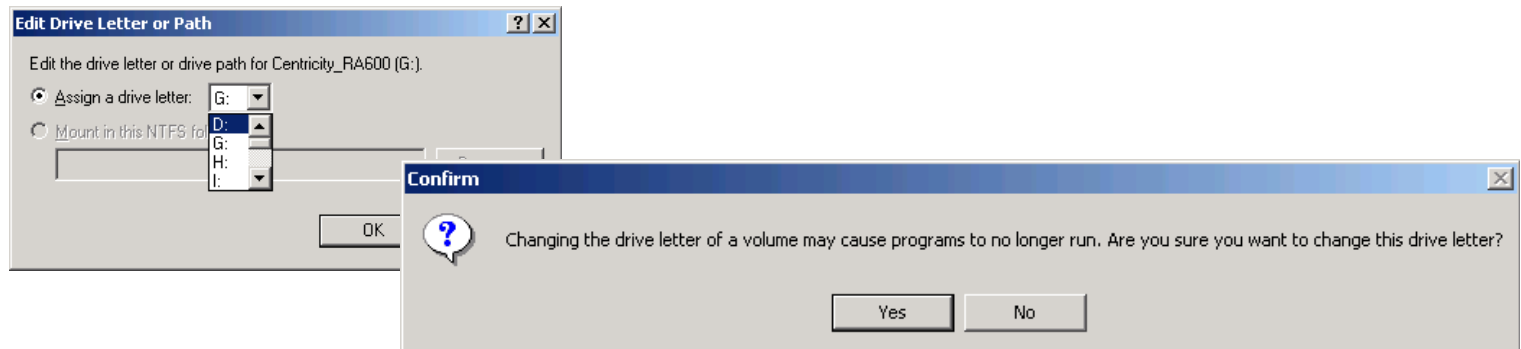 Edit Drive Letter or Path
Edit the drive letter or drive path for Centricity_RA600 (G:).
Assign a drive letter: G:
Mount in this NTFS fol
D:
G:
H:
I:
OK
Confirm
Changing the drive letter of a volume may cause programs to no longer run. Are you sure you want to change this drive letter?
Yes No